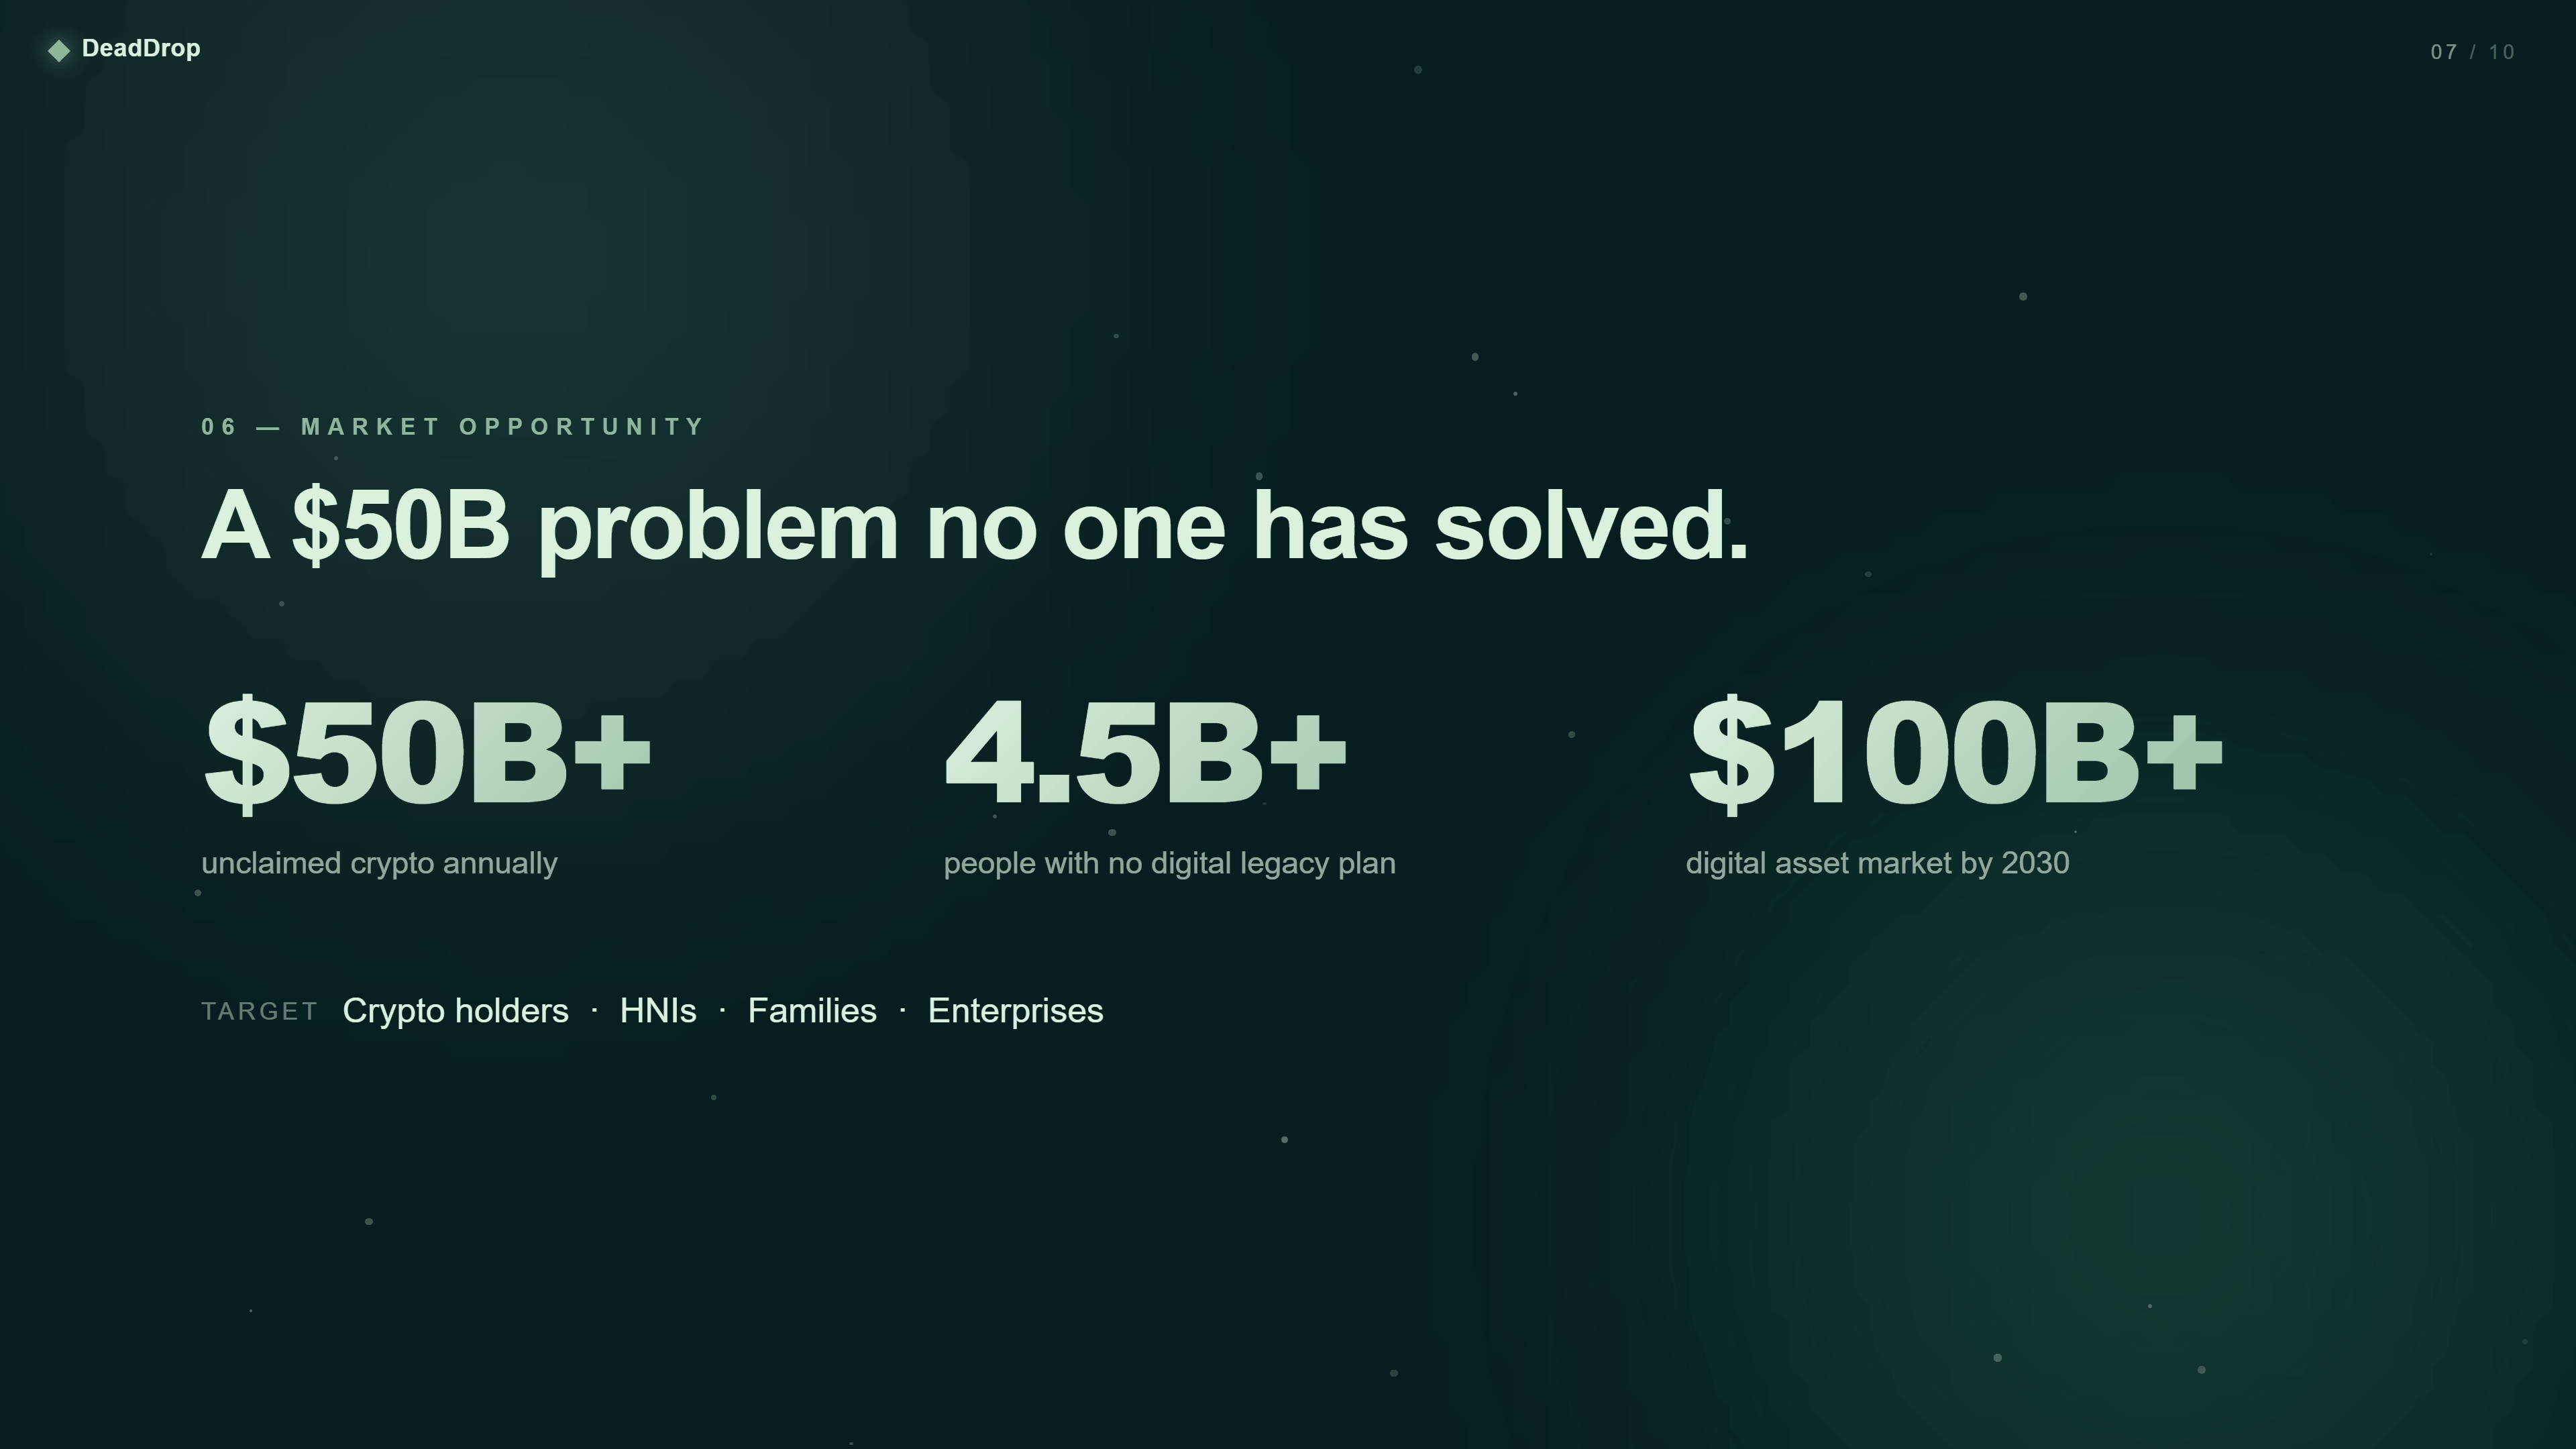 DeadDrop
07 / 10
06 — MARKET OPPORTUNITY
A $50B problem no one has solved.
$50B+
unclaimed crypto annually
4.5B+
people with no digital legacy plan
$100B+
digital asset market by 2030
TARGET Crypto holders · HNIs · Families · Enterprises